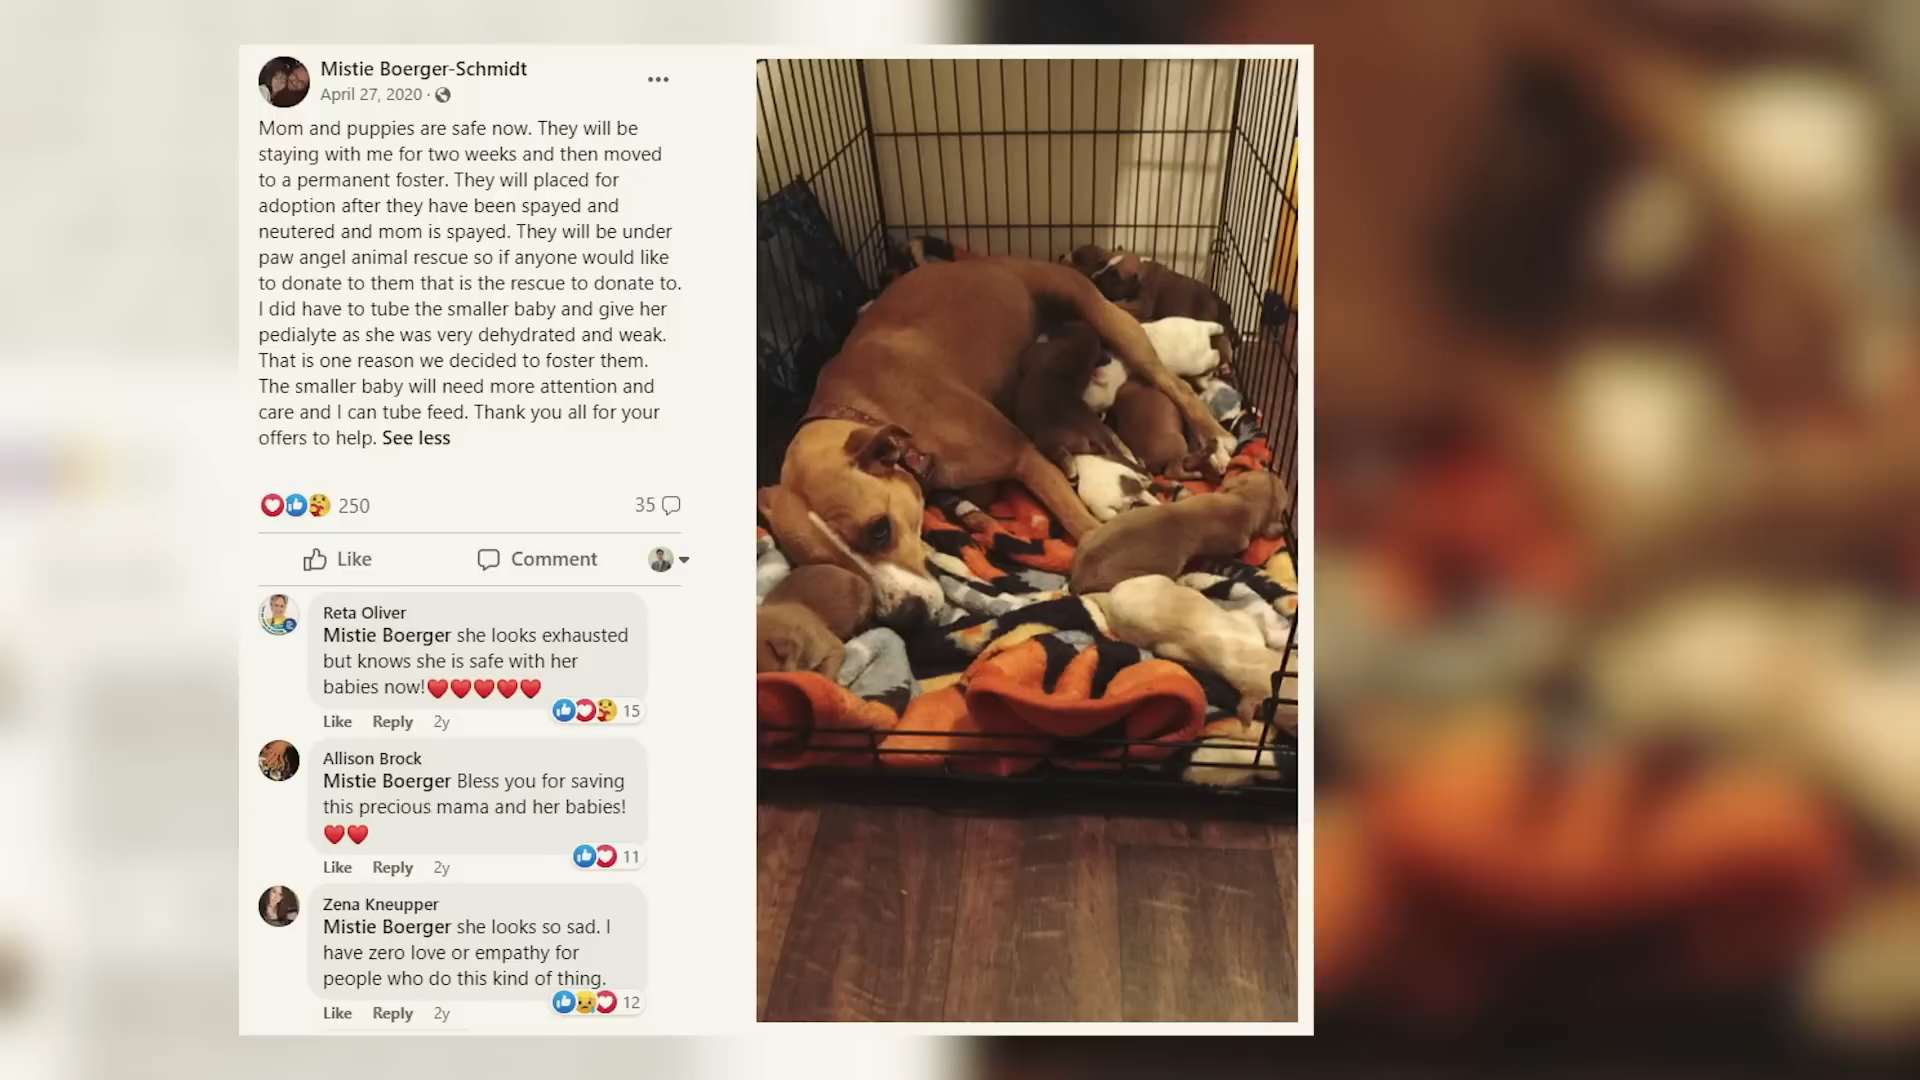 Mistie Boerger-Schmidt
April 27, 2020 ·
Mom and puppies are safe now. They will be
staying with me for two weeks and then moved
to a permanent foster. They will placed for
adoption after they have been spayed and
neutered and mom is spayed. They will be under
paw angel animal rescue so if anyone would like
to donate to them that is the rescue to donate to.
I did have to tube the smaller baby and give her
pedialyte as she was very dehydrated and weak.
That is one reason we decided to foster them.
The smaller baby will need more attention and
care and I can tube feed. Thank you all for your
offers to help. See less
250 35
Like Comment
Reta Oliver
Mistie Boerger she looks exhausted
but knows she is safe with her
babies now!❤️❤️❤️❤️❤️
15
Like Reply 2y
Allison Brock
Mistie Boerger Bless you for saving
this precious mama and her babies!
❤️❤️
11
Like Reply 2y
Zena Kneupper
Mistie Boerger she looks so sad. I
have zero love or empathy for
people who do this kind of thing.
12
Like Reply 2y